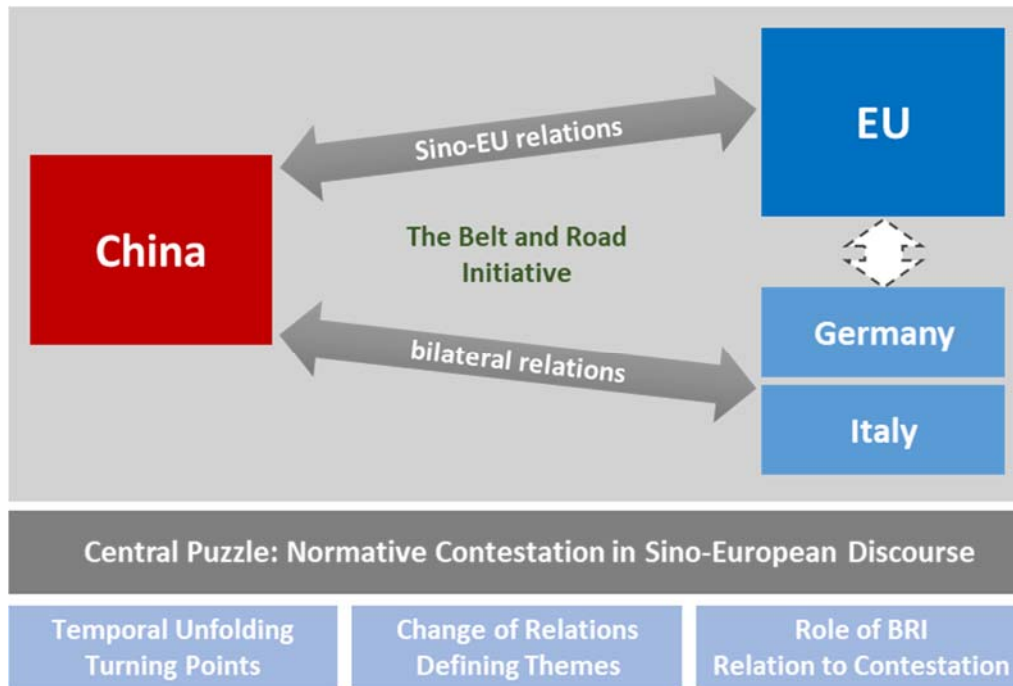 Sino-EU relations
EU
China
The Belt and Road
Initiative
bilateral relations
Germany
Italy
Central Puzzle: Normative Contestation in Sino-European Discourse
Temporal Unfolding
Turning Points
Change of Relations
Defining Themes
Role of BRI
Relation to Contestation